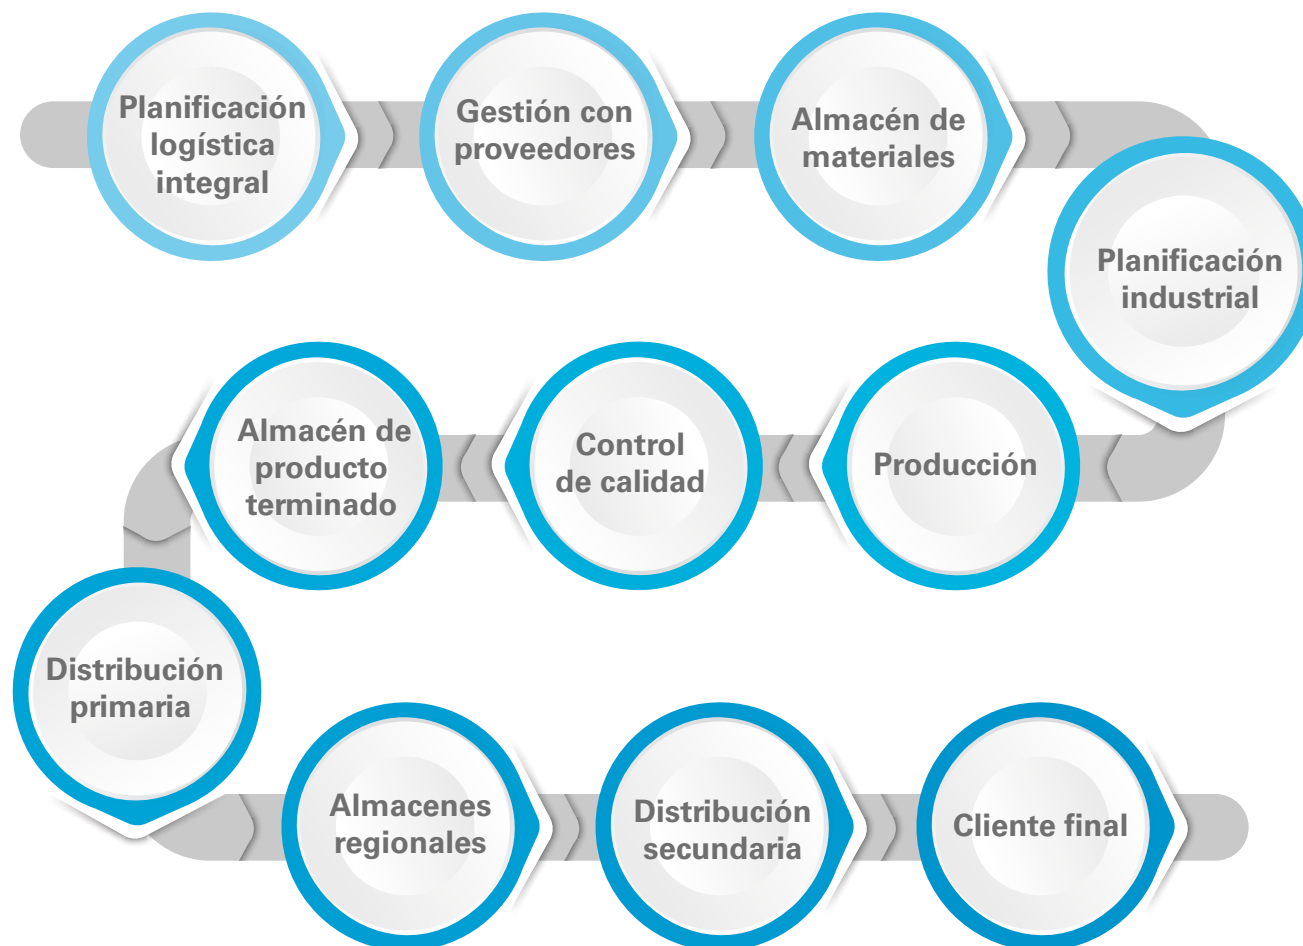 Planificación
logística
integral
Gestión con
proveedores
Almacén de
materiales
Planificación
industrial
Producción
Control
de calidad
Almacén de
producto
terminado
Distribución
primaria
Almacenes
regionales
Distribución
secundaria
Cliente final